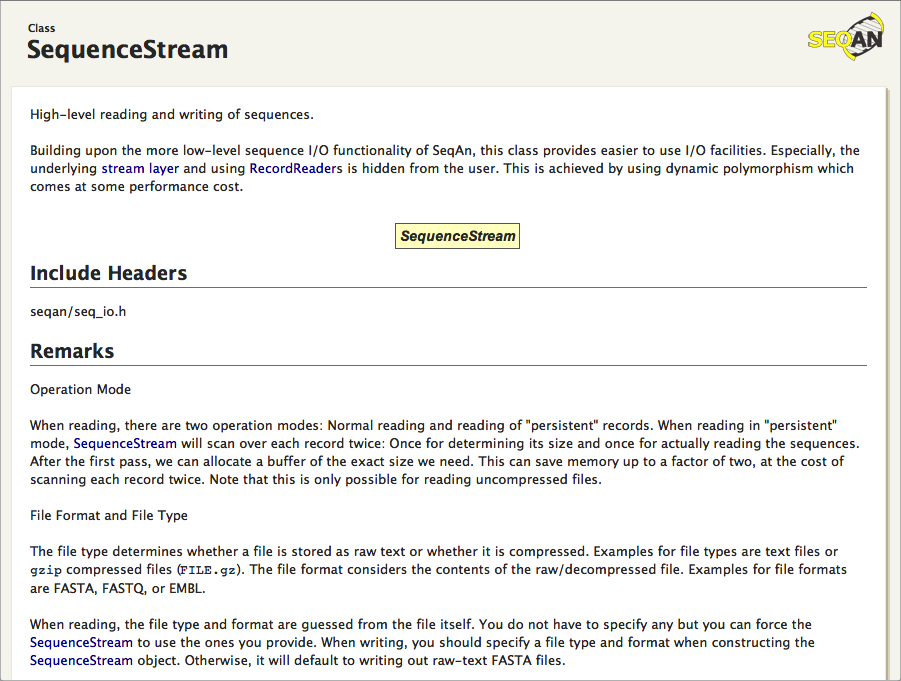 Class
SequenceStream
SEQAN
High-level reading and writing of sequences.
Building upon the more low-level sequence I/O functionality of SeqAn, this class provides easier to use I/O facilities. Especially, the
underlying stream layer and using RecordReaders is hidden from the user. This is achieved by using dynamic polymorphism which
comes at some performance cost.
SequenceStream
Include Headers
seqan/seq_io.h
Remarks
Operation Mode
When reading, there are two operation modes: Normal reading and reading of "persistent" records. When reading in "persistent"
mode, SequenceStream will scan over each record twice: Once for determining its size and once for actually reading the sequences.
After the first pass, we can allocate a buffer of the exact size we need. This can save memory up to a factor of two, at the cost of
scanning each record twice. Note that this is only possible for reading uncompressed files.
File Format and File Type
The file type determines whether a file is stored as raw text or whether it is compressed. Examples for file types are text files or
gzip compressed files (FILE.gz). The file format considers the contents of the raw/decompressed file. Examples for file formats
are FASTA, FASTQ, or EMBL.
When reading, the file type and format are guessed from the file itself. You do not have to specify any but you can force the
SequenceStream to use the ones you provide. When writing, you should specify a file type and format when constructing the
SequenceStream object. Otherwise, it will default to writing out raw-text FASTA files.